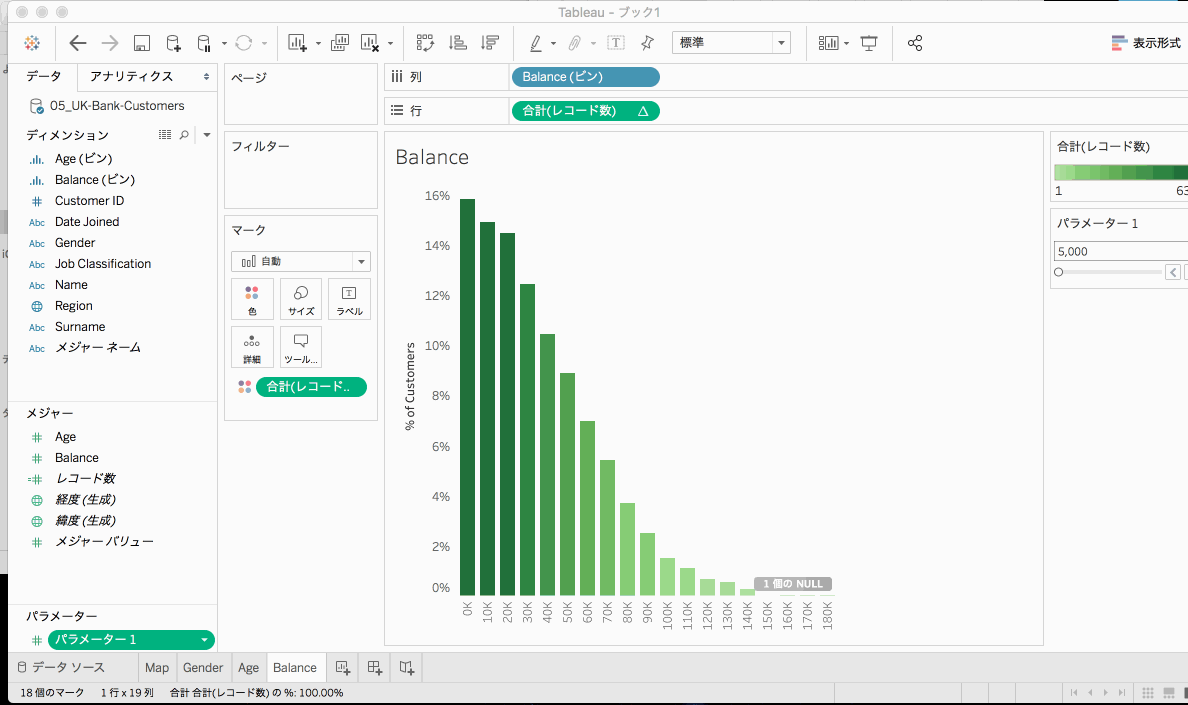 Tableau - ブック1
標準
表示形式
データ
アナリティクス
05_UK-Bank-Customers
ディメンション
Age (ビン)
Balance (ビン)
Customer ID
Abc Date Joined
Abc Gender
Abc Job Classification
Abc Name
Region
Abc Surname
Abc メジャー ネーム
メジャー
Age
Balance
レコード数
経度 (生成)
緯度 (生成)
メジャー バリュー
パラメーター
パラメーター 1
ページ
フィルター
マーク
自動
色
サイズ
ラベル
詳細
ツール...
合計(レコード..
列
Balance (ビン)
行
合計(レコード数)
Balance
% of Customers
16%
14%
12%
10%
8%
6%
4%
2%
0%
1 個の NULL
0K
10K
20K
30K
40K
50K
60K
70K
80K
90K
100K
110K
120K
130K
140K
150K
160K
170K
180K
合計(レコード数)
1
パラメーター 1
5,000
データ ソース
Map
Gender
Age
Balance
18 個のマーク
1 行 x 19 列
合計 合計(レコード数) の %: 100.00%